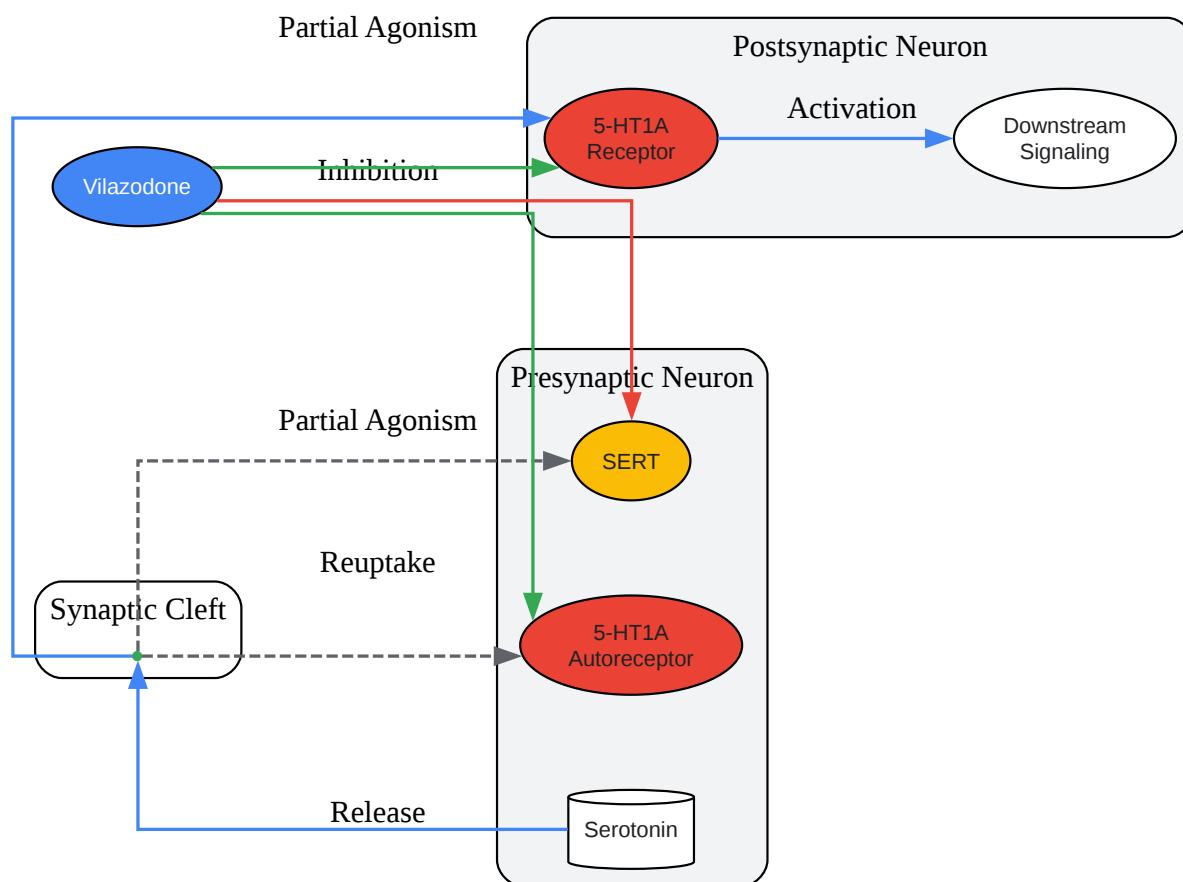 Partial Agonism
Postsynaptic Neuron
Activation
5-HT1A
Receptor
Downstream
Signaling
Inhibition
Vilazodone
Presynaptic Neuron
Partial Agonism
SERT
Reuptake
Synaptic Cleft
5-HT1A
Autoreceptor
Release
Serotonin